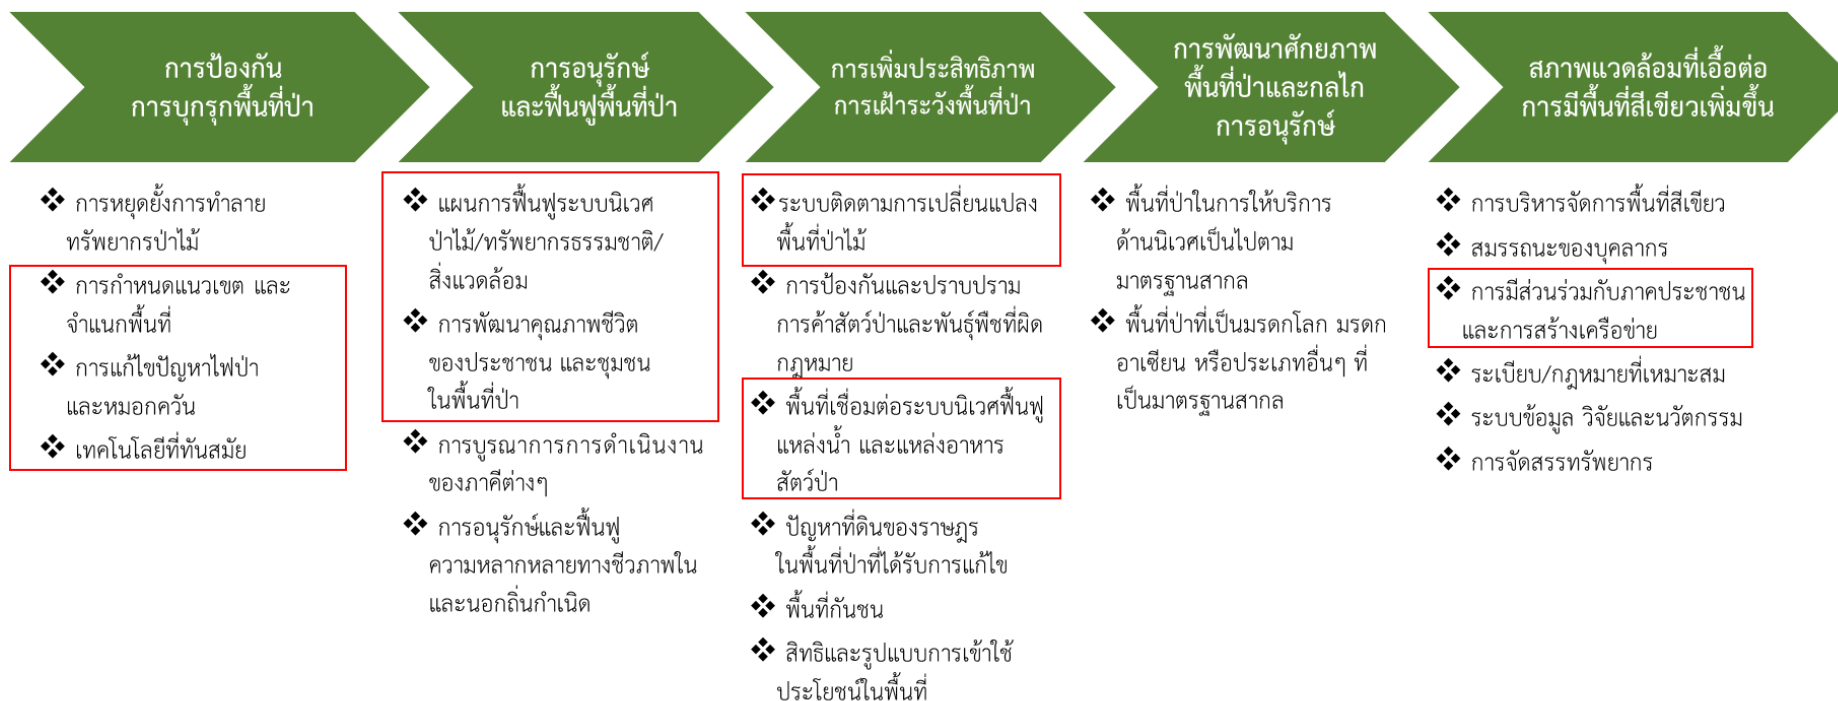 การป้องกัน
การบุกรุกพื้นที่ป่า
การอนุรักษ์
และฟื้นฟูพื้นที่ป่า
การเพิ่มประสิทธิภาพ
การเฝ้าระวังพื้นที่ป่า
การพัฒนาศักยภาพ
พื้นที่ป่าและกลไก
การอนุรักษ์
สภาพแวดล้อมที่เอื้อต่อ
การมีพื้นที่สีเขียวเพิ่มขึ้น
❖ การหยุดยั้งการทำลาย
ทรัพยากรป่าไม้
❖ การกำหนดแนวเขต และ
จำแนกพื้นที่
❖ การแก้ไขปัญหาไฟป่า
และหมอกควัน
❖ เทคโนโลยีที่ทันสมัย
❖ แผนการฟื้นฟูระบบนิเวศ
ป่าไม้/ทรัพยากรธรรมชาติ/
สิ่งแวดล้อม
❖ การพัฒนาคุณภาพชีวิต
ของประชาชน และชุมชน
ในพื้นที่ป่า
❖ การบูรณาการการดำเนินงาน
ของภาคีต่างๆ
❖ การอนุรักษ์และฟื้นฟู
ความหลากหลายทางชีวภาพใน
และนอกถิ่นกำเนิด
❖ ระบบติดตามการเปลี่ยนแปลง
พื้นที่ป่าไม้
❖ การป้องกันและปราบปราม
การค้าสัตว์ป่าและพันธุ์พืชที่ผิด
กฎหมาย
❖ พื้นที่เชื่อมต่อระบบนิเวศฟื้นฟู
แหล่งน้ำ และแหล่งอาหาร
สัตว์ป่า
❖ ปัญหาที่ดินของราษฎร
ในพื้นที่ป่าที่ได้รับการแก้ไข
❖ พื้นที่กันชน
❖ สิทธิและรูปแบบการเข้าใช้
ประโยชน์ในพื้นที่
❖ พื้นที่ป่าในการให้บริการ
ด้านนิเวศเป็นไปตาม
มาตรฐานสากล
❖ พื้นที่ป่าที่เป็นมรดกโลก มรดก
อาเซียน หรือประเภทอื่นๆ ที่
เป็นมาตรฐานสากล
❖ การบริหารจัดการพื้นที่สีเขียว
❖ สมรรถนะของบุคลากร
❖ การมีส่วนร่วมกับภาคประชาชน
และการสร้างเครือข่าย
❖ ระเบียบ/กฎหมายที่เหมาะสม
❖ ระบบข้อมูล วิจัยและนวัตกรรม
❖ การจัดสรรทรัพยากร